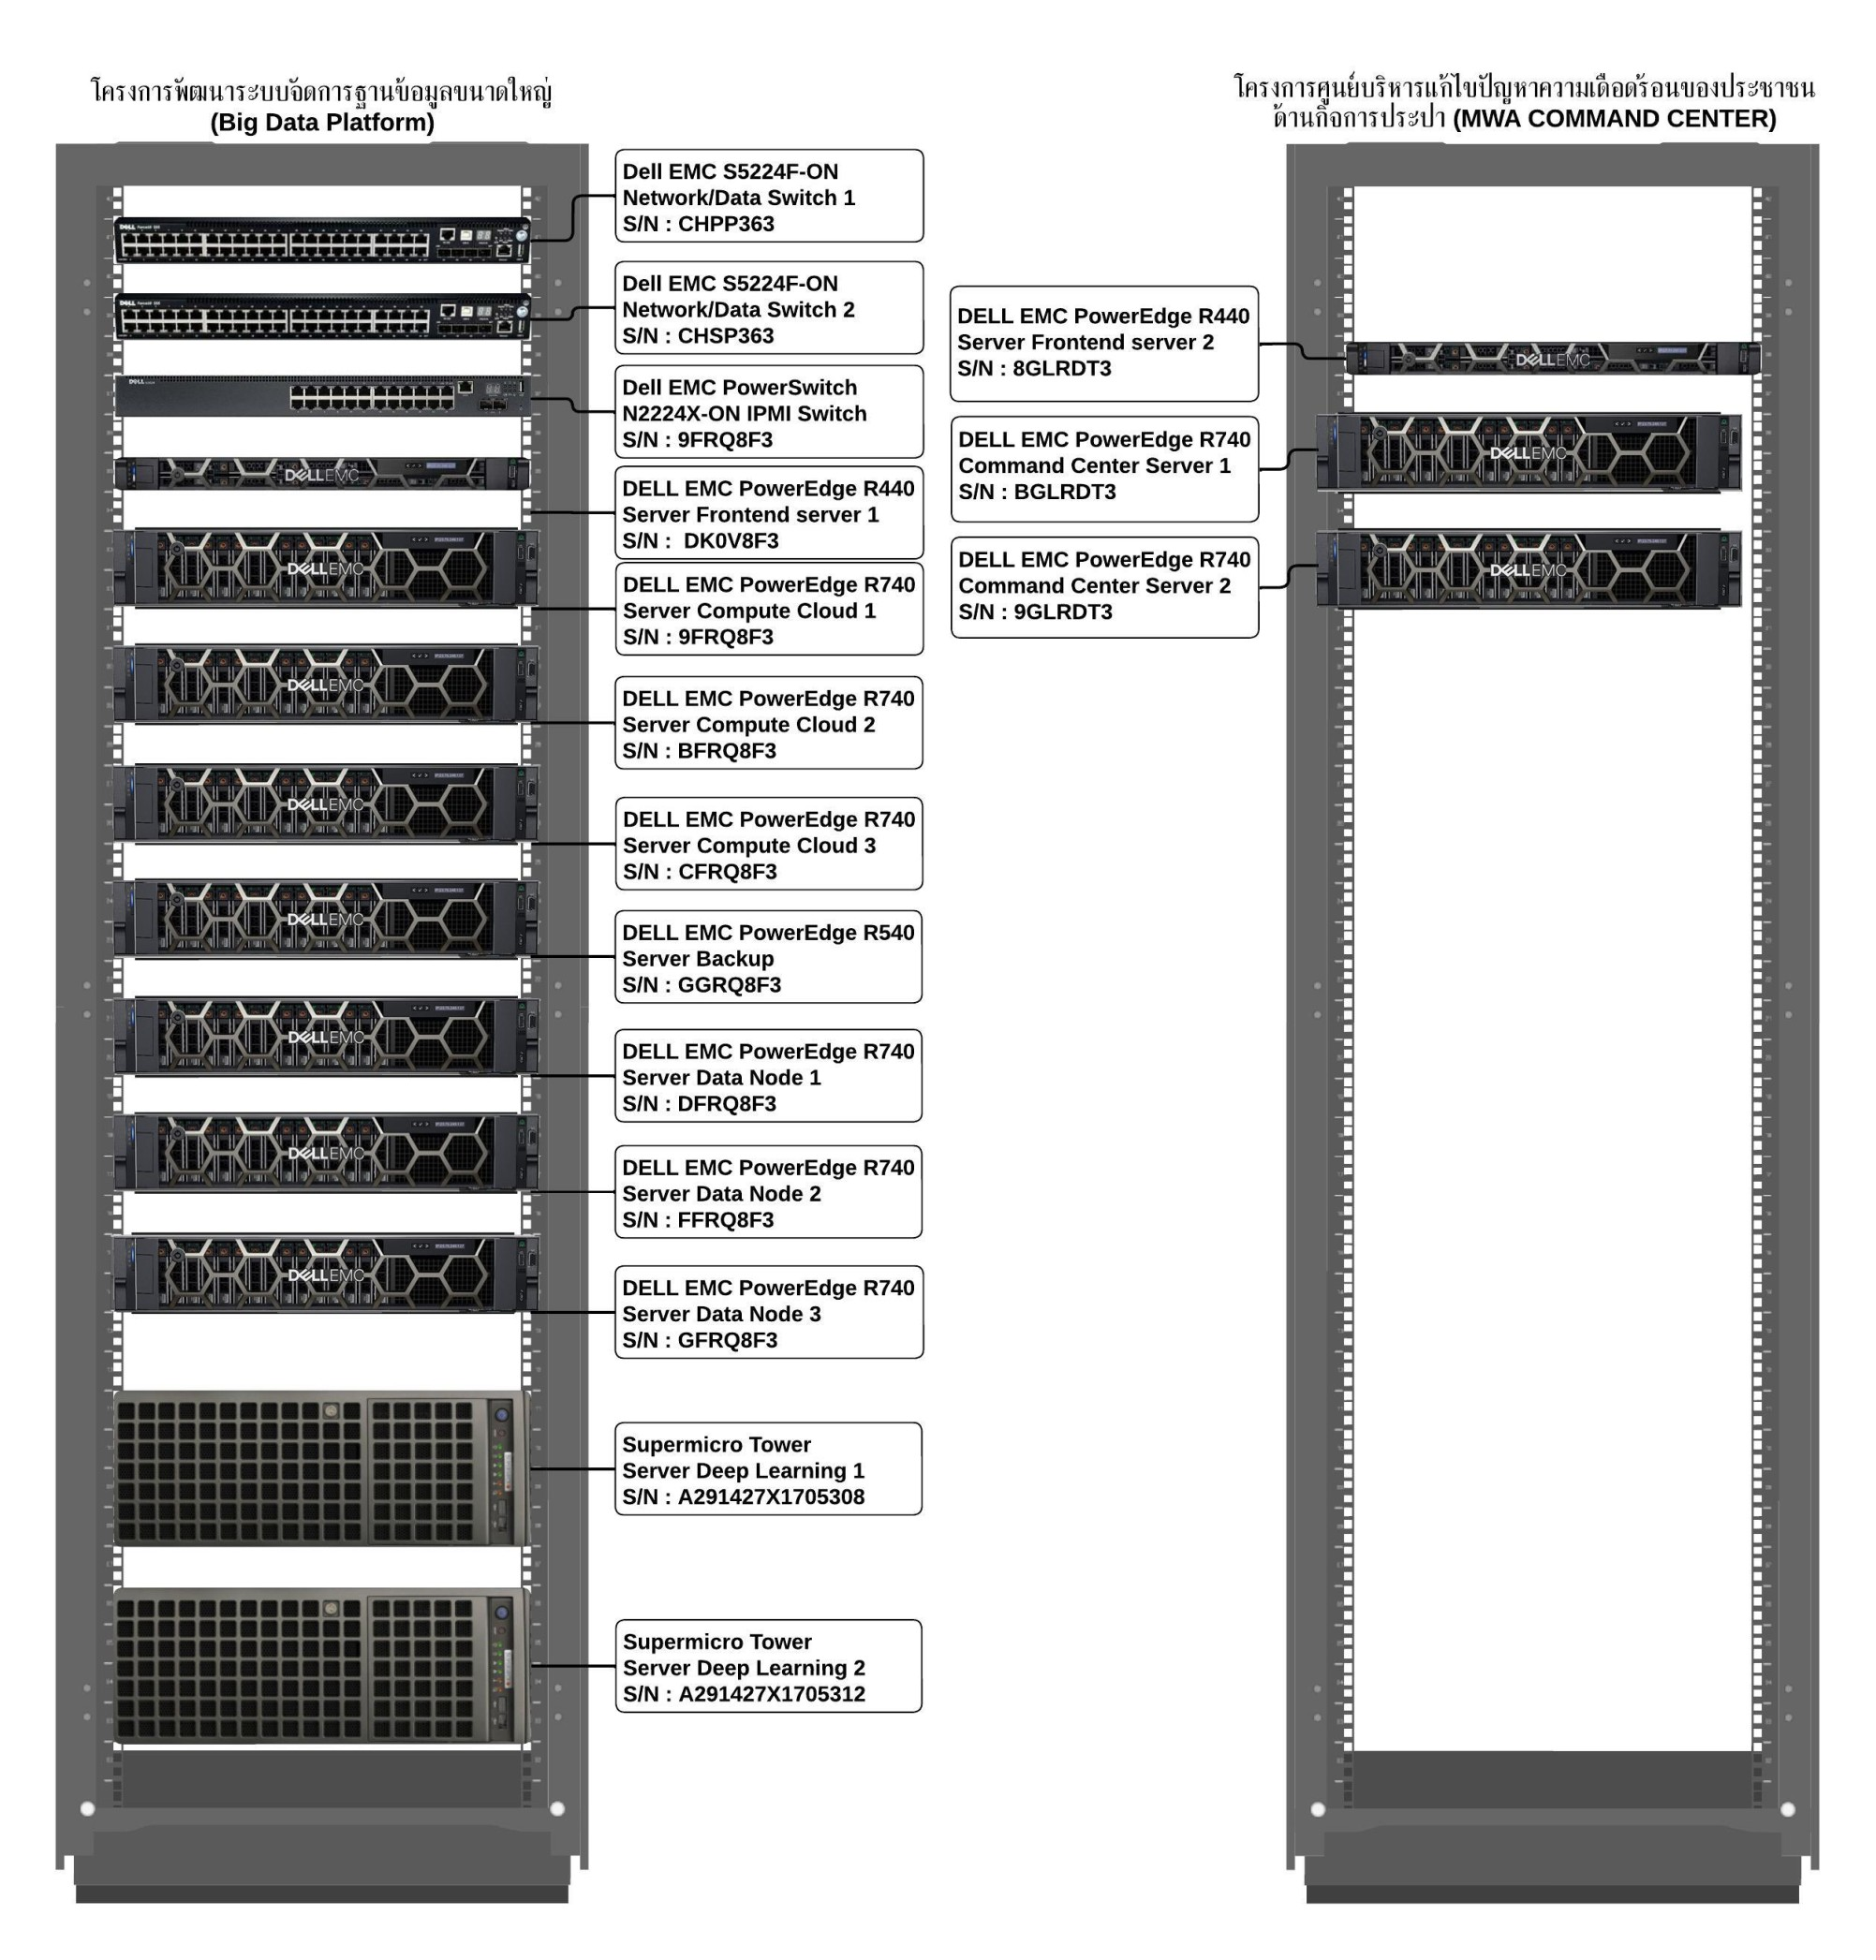 โครงการพัฒนาระบบจัดการฐานข้อมูลขนาดใหญ่
(Big Data Platform)
Dell EMC S5224F-ON
Network/Data Switch 1
S/N : CHPP363
Dell EMC S5224F-ON
Network/Data Switch 2
S/N : CHSP363
Dell EMC PowerSwitch
N2224X-ON IPMI Switch
S/N : 9FRQ8F3
DELL EMC PowerEdge R440
Server Frontend server 1
S/N :  DK0V8F3
DELL EMC PowerEdge R740
Server Compute Cloud 1
S/N : 9FRQ8F3
DELL EMC PowerEdge R740
Server Compute Cloud 2
S/N : BFRQ8F3
DELL EMC PowerEdge R740
Server Compute Cloud 3
S/N : CFRQ8F3
DELL EMC PowerEdge R540
Server Backup
S/N : GGRQ8F3
DELL EMC PowerEdge R740
Server Data Node 1
S/N : DFRQ8F3
DELL EMC PowerEdge R740
Server Data Node 2
S/N : FFRQ8F3
DELL EMC PowerEdge R740
Server Data Node 3
S/N : GFRQ8F3
Supermicro Tower
Server Deep Learning 1
S/N : A291427X1705308
Supermicro Tower
Server Deep Learning 2
S/N : A291427X1705312
DELL
DELL
DELL
DELLEMC
DELLEMC
DELLEMC
DELLEMC
DELLEMC
DELLEMC
DELLEMC
DELLEMC
โครงการศูนย์บริหารแก้ไขปัญหาความเดือดร้อนของประชาชน
ด้านกิจการประปา (MWA COMMAND CENTER)
DELL EMC PowerEdge R440
Server Frontend server 2
S/N : 8GLRDT3
DELL EMC PowerEdge R740
Command Center Server 1
S/N : BGLRDT3
DELL EMC PowerEdge R740
Command Center Server 2
S/N : 9GLRDT3
DELLEMC
DELLEMC
DELLEMC